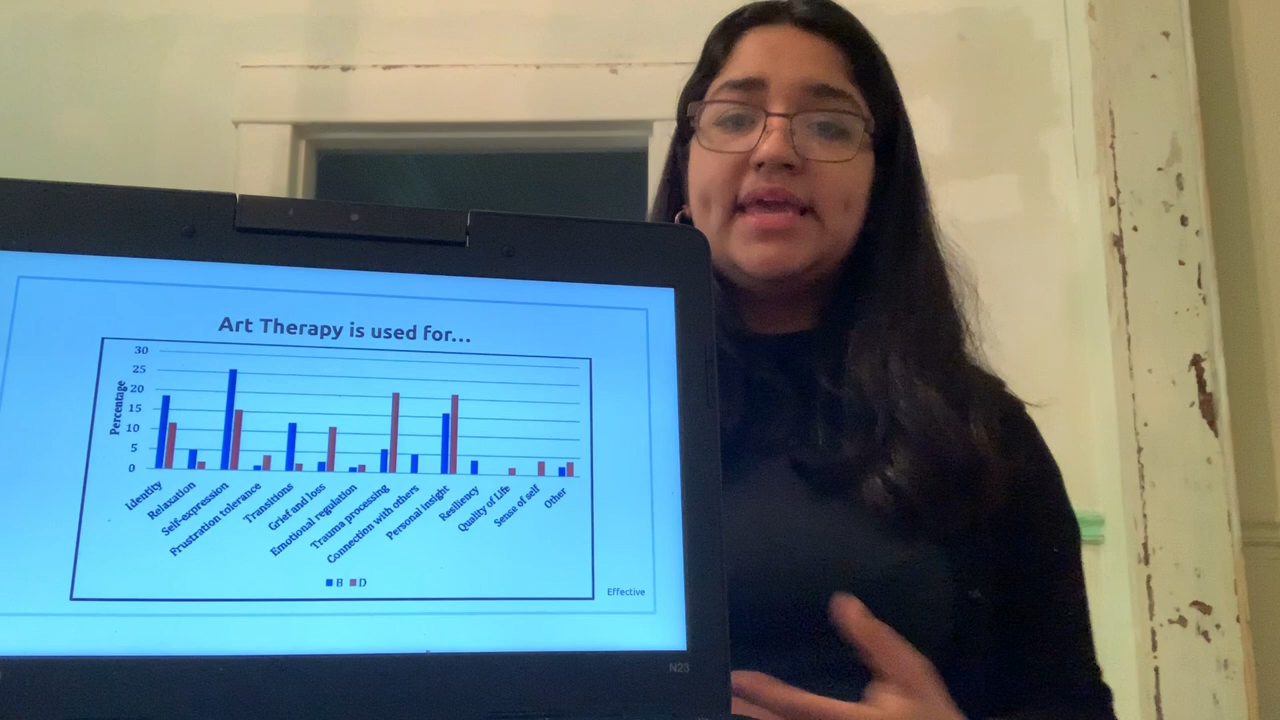 Art Therapy is used for...
Percentage
30
25
20
15
10
5
0
Identity
Relaxation
Self-expression
Frustration tolerance
Transitions
Grief and loss
Emotional regulation
Trauma processing
Connection with others
Personal insight
Resiliency
Quality of Life
Sense of self
Other
B D
Effective
N23